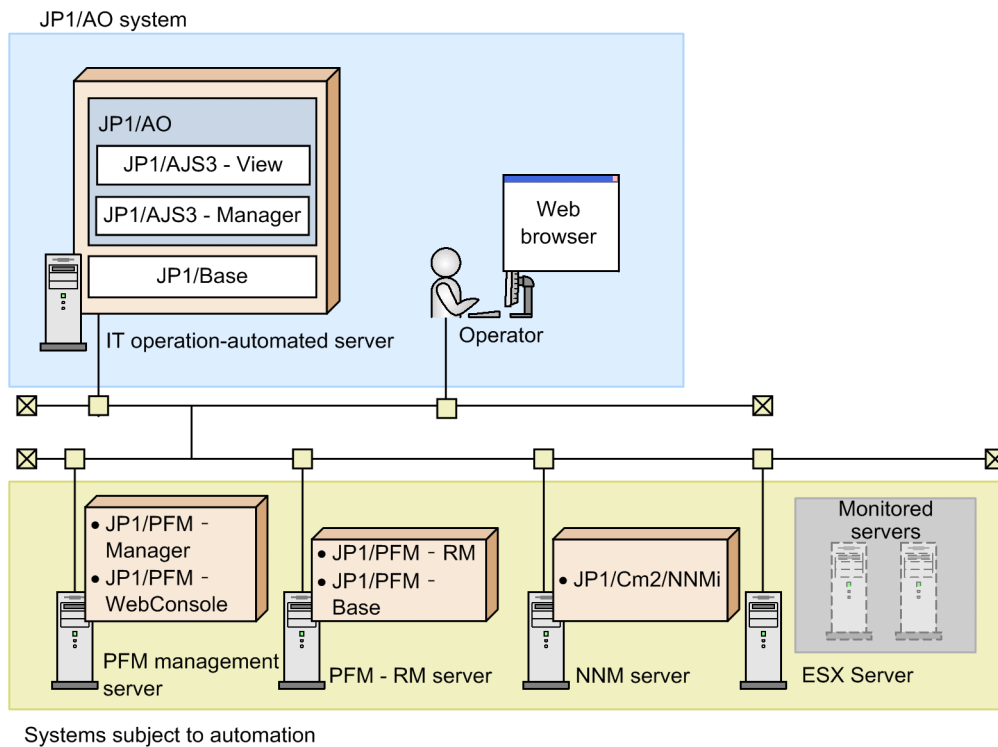 JP1/AO system
JP1/AO
JP1/AJS3 - View
JP1/AJS3 - Manager
JP1/Base
IT operation-automated server
Web
browser
Operator
• JP1/PFM -
Manager
• JP1/PFM -
WebConsole
PFM management
server
• JP1/PFM - RM
• JP1/PFM -
Base
PFM - RM server
• JP1/Cm2/NNMi
NNM server
Monitored
servers
ESX Server
Systems subject to automation